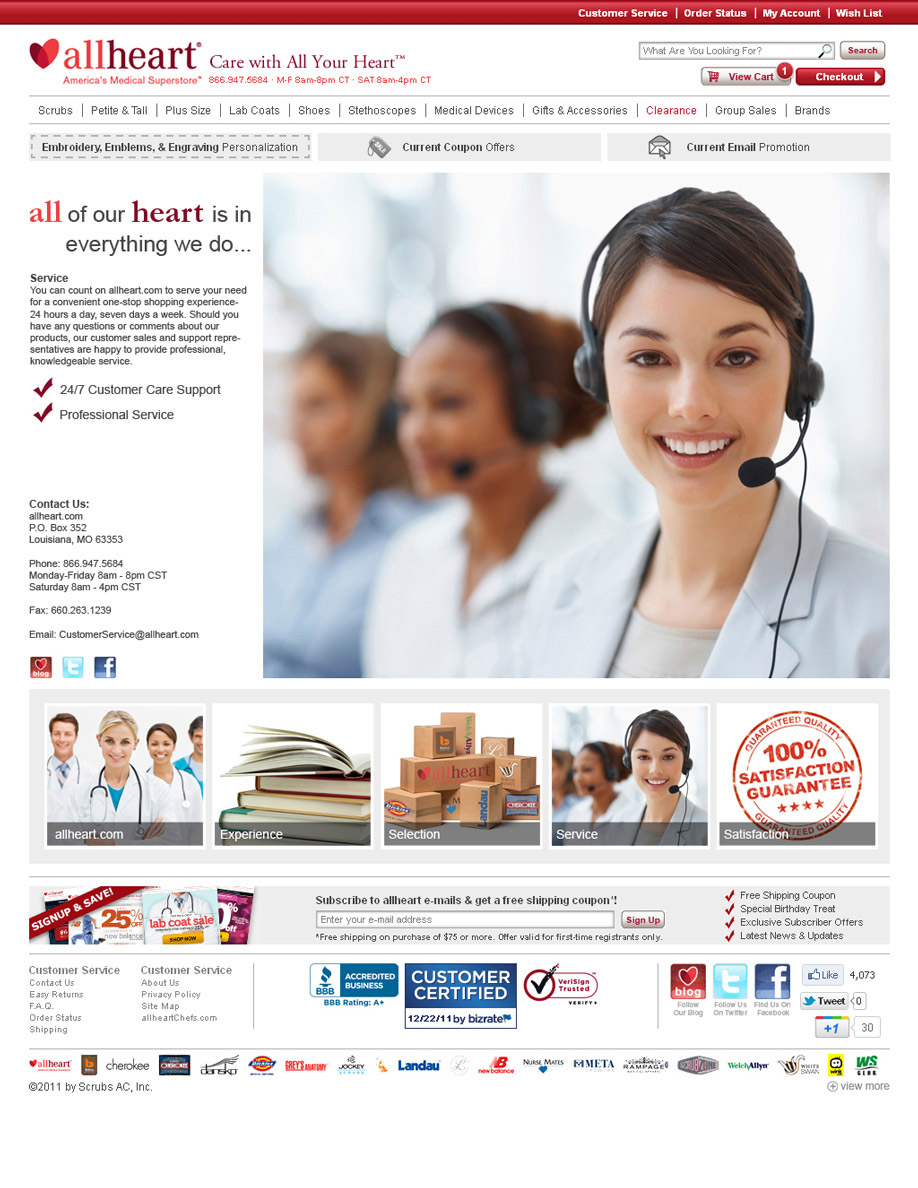 Customer Service | Order Status | My Account | Wish List
allheart® Care with All Your Heart™
America's Medical Superstore™ 866.947.5684 · M-F 8am-8pm CT · SAT 8am-4pm CT
What Are You Looking For? Search
View Cart 1 Checkout
Scrubs | Petite & Tall | Plus Size | Lab Coats | Shoes | Stethoscopes | Medical Devices | Gifts & Accessories | Clearance | Group Sales | Brands
Embroidery, Emblems, & Engraving Personalization
SALE Current Coupon Offers
Current Email Promotion
all of our heart is in
everything we do...
Service
You can count on allheart.com to serve your need
for a convenient one-stop shopping experience-
24 hours a day, seven days a week. Should you
have any questions or comments about our
products, our customer sales and support repre-
sentatives are happy to provide professional,
knowledgeable service.
24/7 Customer Care Support
Professional Service
Contact Us:
allheart.com
P.O. Box 352
Louisiana, MO 63353
Phone: 866.947.5684
Monday-Friday 8am - 8pm CST
Saturday 8am - 4pm CST
Fax: 660.263.1239
Email: CustomerService@allheart.com
blog
allheart.com
allheart
Dickies
Landau
CHEROKEE
WelchAllyn
Experience
Selection
Service
GUARANTEED QUALITY
100%
SATISFACTION
GUARANTEE
GUARANTEED QUALITY
Satisfaction
SIGNUP & SAVE!
25%
new balance
lab coat sale
SHOP NOW
Subscribe to allheart e-mails & get a free shipping coupon*!
Enter your e-mail address Sign Up
*Free shipping on purchase of $75 or more. Offer valid for first-time registrants only.
Free Shipping Coupon
Special Birthday Treat
Exclusive Subscriber Offers
Latest News & Updates
Customer Service
Contact Us
Easy Returns
F.A.Q.
Order Status
Shipping
Customer Service
About Us
Privacy Policy
Site Map
allheartChefs.com
BBB ACCREDITED BUSINESS
BBB Rating: A+
CUSTOMER
CERTIFIED
12/22/11 by bizrate
VeriSign
Trusted
VERIFY
blog
Follow
Our Blog
Follow Us
On Twitter
Find Us On
Facebook
Like 4,073
Tweet 0
+1 30
allheart cherokee CHEROKEE dansko Dickies GREY'S ANATOMY JOCKEY Landau new balance NURSE MATES META RAMPAGE SCRUBZONE WelchAllyn WHITE SWAN wink WS GEAR
©2011 by Scrubs AC, Inc.
view more